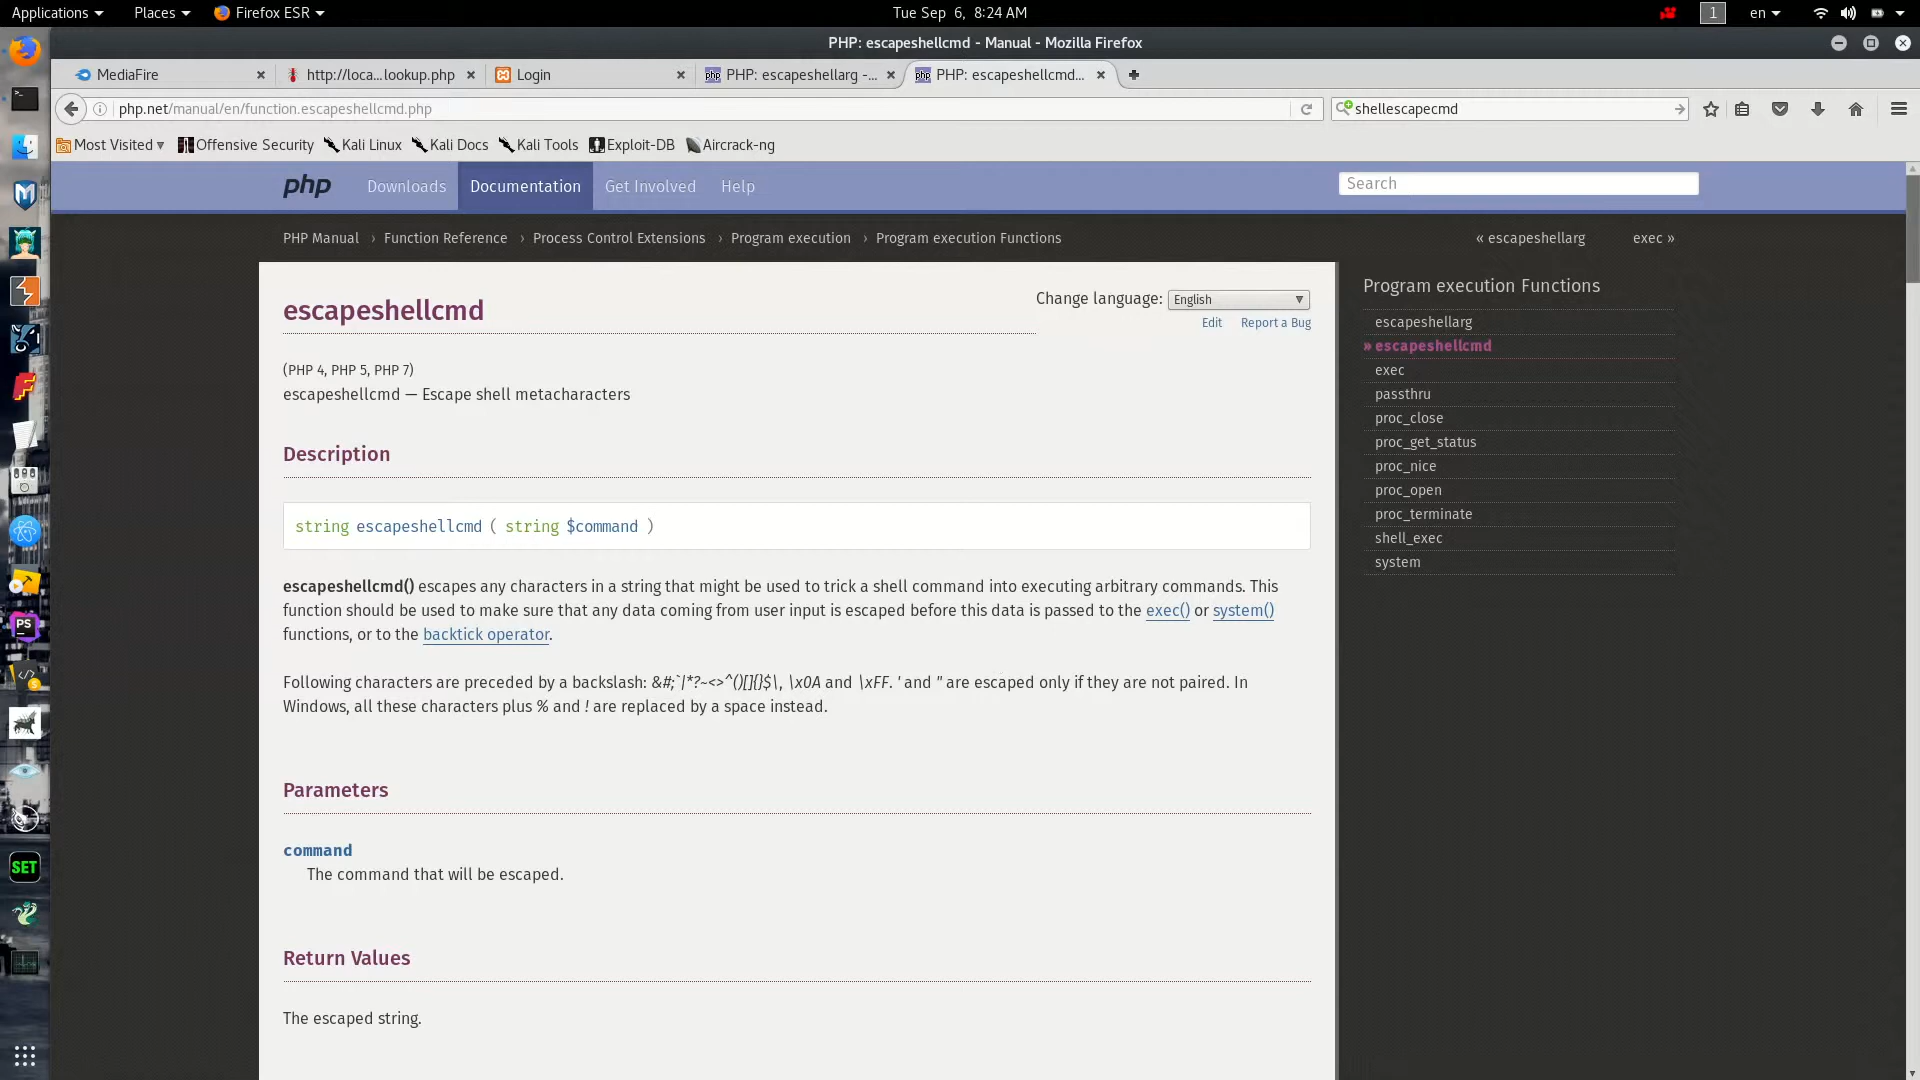 Applications Places Firefox ESR Tue Sep 6, 8:24 AM 1 en
PHP: escapeshellcmd - Manual - Mozilla Firefox
MediaFire http://loca...lookup.php Login PHP: escapeshellarg -... PHP: escapeshellcmd...
php.net/manual/en/function.escapeshellcmd.php shellescapecmd
Most Visited Offensive Security Kali Linux Kali Docs Kali Tools Exploit-DB Aircrack-ng
php Downloads Documentation Get Involved Help Search
PHP Manual › Function Reference › Process Control Extensions › Program execution › Program execution Functions « escapeshellarg exec »
Change language: English
Edit Report a Bug
escapeshellcmd
(PHP 4, PHP 5, PHP 7)
escapeshellcmd — Escape shell metacharacters
Description
string escapeshellcmd ( string $command )
escapeshellcmd() escapes any characters in a string that might be used to trick a shell command into executing arbitrary commands. This
function should be used to make sure that any data coming from user input is escaped before this data is passed to the exec() or system()
functions, or to the backtick operator.
Following characters are preceded by a backslash: &#;`|*?~<>^()[]{}$\, \x0A and \xFF. ' and " are escaped only if they are not paired. In
Windows, all these characters plus % and ! are replaced by a space instead.
Parameters
command
The command that will be escaped.
Return Values
The escaped string.
Program execution Functions
escapeshellarg
» escapeshellcmd
exec
passthru
proc_close
proc_get_status
proc_nice
proc_open
proc_terminate
shell_exec
system
PS
SET